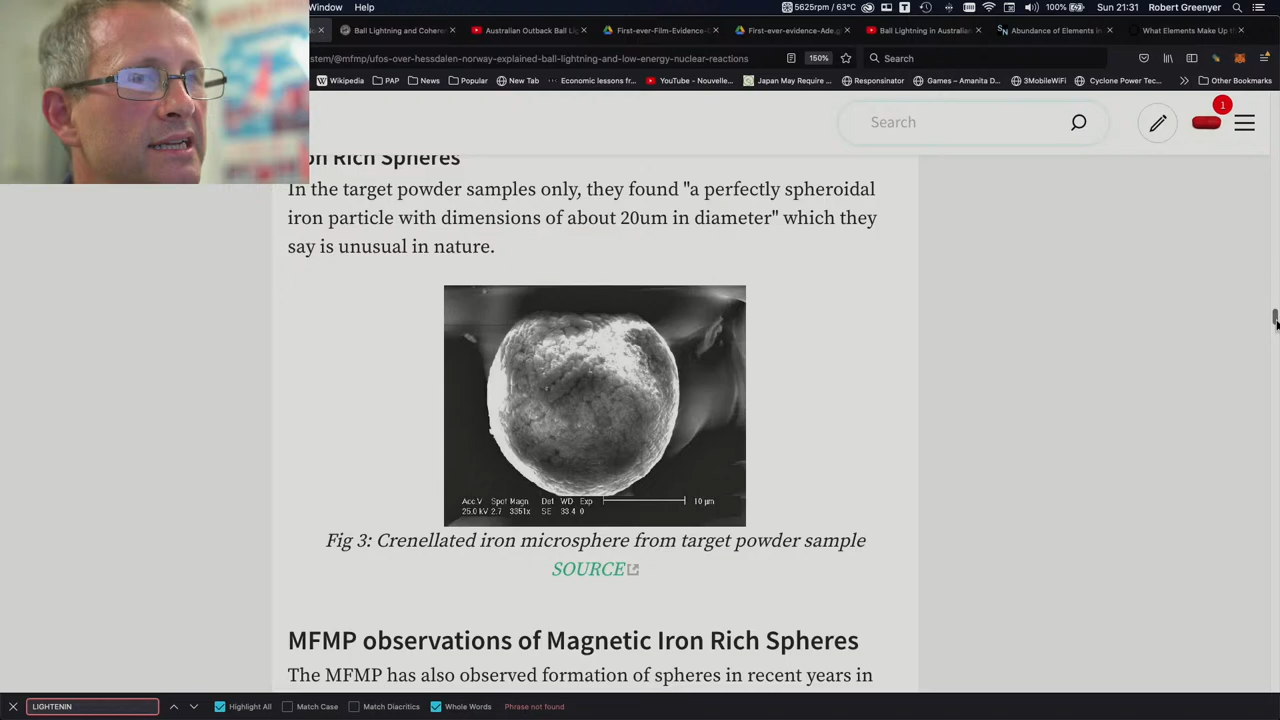 Window Help
5625rpm / 63°C
100%
Sun 21:31 Robert Greenyer
Ball Lightning and Coheren
Australian Outback Ball Li
First-ever-Film-Evidence-
First-ever-evidence-Ade.g
Ball Lightning in Australian
Abundance of Elements in
What Elements Make Up t
stem/@mfmp/ufos-over-hessdalen-norway-explained-ball-lightning-and-low-energy-nuclear-reactions
150%
Search
Wikipedia
PAP
News
Popular
New Tec
Economic lessons fr...
YouTube - Nouvelle...
Japan May Require ...
Responsinator
Games – Amanita D...
3MobileWiFi
Cyclone Power Tec...
Other Bookmarks
Search
1
on Rich Spheres
In the target powder samples only, they found "a perfectly spheroidal
iron particle with dimensions of about 20um in diameter" which they
say is unusual in nature.
Acc.V Spot Magn Det WD Exp 10 µm
25.0 kV 2.7 3351x SE 33.4 0
Fig 3: Crenellated iron microsphere from target powder sample
SOURCE
MFMP observations of Magnetic Iron Rich Spheres
The MFMP has also observed formation of spheres in recent years in
LIGHTENIN
Highlight All
Match Case
Match Diacritics
Whole Words
Phrase not found